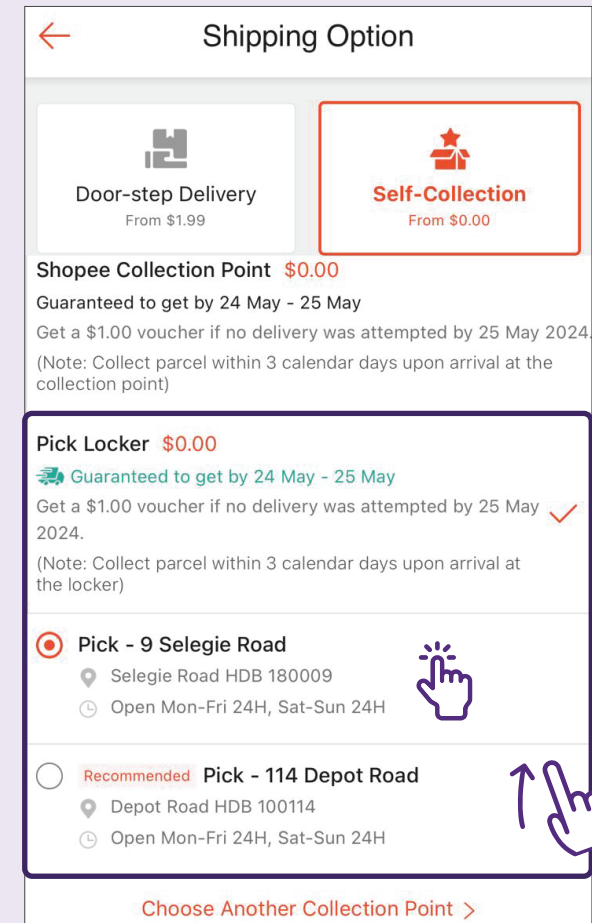 Shipping Option
Door-step Delivery
From $1.99
Self-Collection
From $0.00
Shopee Collection Point $0.00
Guaranteed to get by 24 May - 25 May
Get a $1.00 voucher if no delivery was attempted by 25 May 2024.
(Note: Collect parcel within 3 calendar days upon arrival at the
collection point)
Pick Locker $0.00
Guaranteed to get by 24 May - 25 May
Get a $1.00 voucher if no delivery was attempted by 25 May
2024.
(Note: Collect parcel within 3 calendar days upon arrival at
the locker)
Pick - 9 Selegie Road
Selegie Road HDB 180009
Open Mon-Fri 24H, Sat-Sun 24H
Recommended Pick - 114 Depot Road
Depot Road HDB 100114
Open Mon-Fri 24H, Sat-Sun 24H
Choose Another Collection Point >